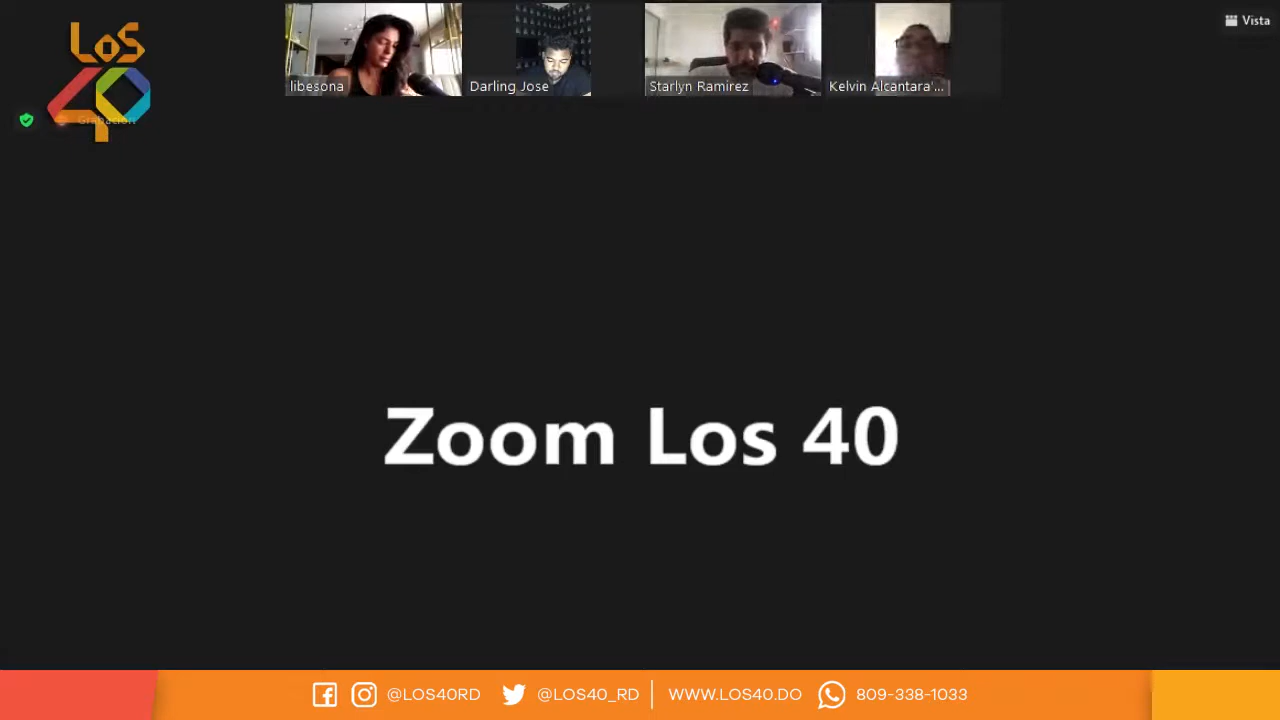 LOS
40
Grabación
libesona
Darling Jose
Starlyn Ramirez
Kelvin Alcantara'...
Vista
Zoom Los 40
@LOS40RD
@LOS40_RD
WWW.LOS40.DO
809-338-1033